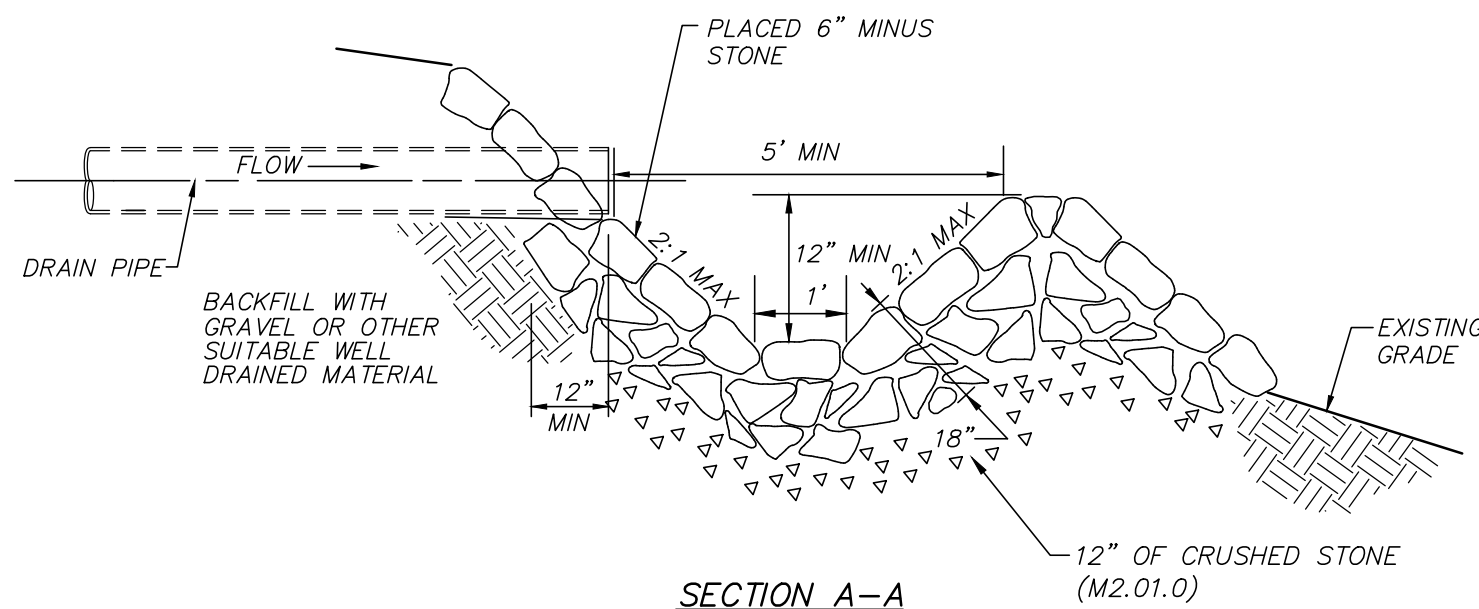 PLACED 6" MINUS
STONE
5' MIN
FLOW
2:1 MAX
12" MIN
2:1 MAX
1'
DRAIN PIPE
BACKFILL WITH
GRAVEL OR OTHER
SUITABLE WELL
DRAINED MATERIAL
EXISTING
GRADE
12"
MIN
18"
12" OF CRUSHED STONE
(M2.01.0)
SECTION A-A